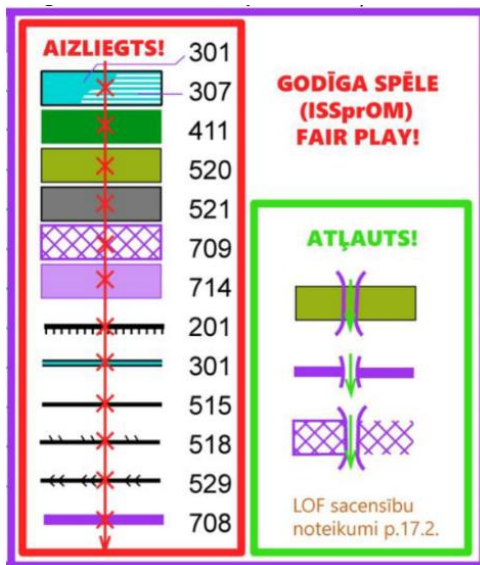 AIZLIEGTS!
301
307
411
520
521
709
714
201
301
515
518
529
708
GODĪGA SPĒLE
(ISSprOM)
FAIR PLAY!
ATĻAUTS!
LOF sacensību
noteikumi p.17.2.